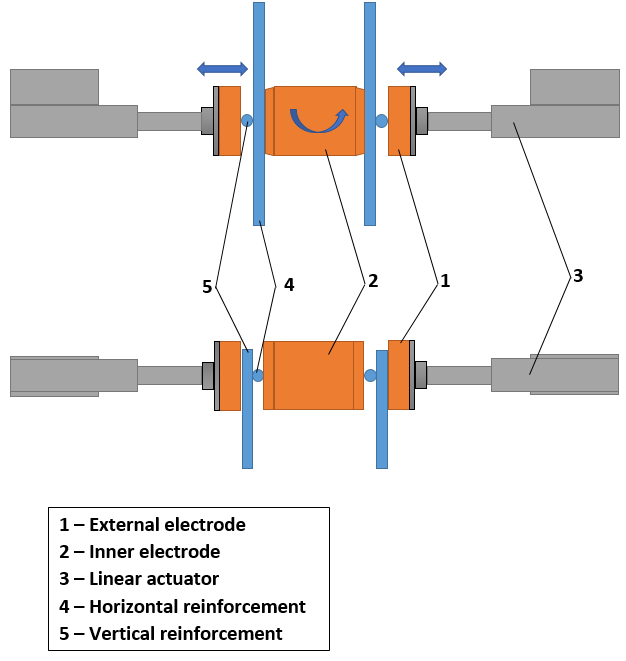 5
4
2
1
3
1 – External electrode
2 – Inner electrode
3 – Linear actuator
4 – Horizontal reinforcement
5 – Vertical reinforcement